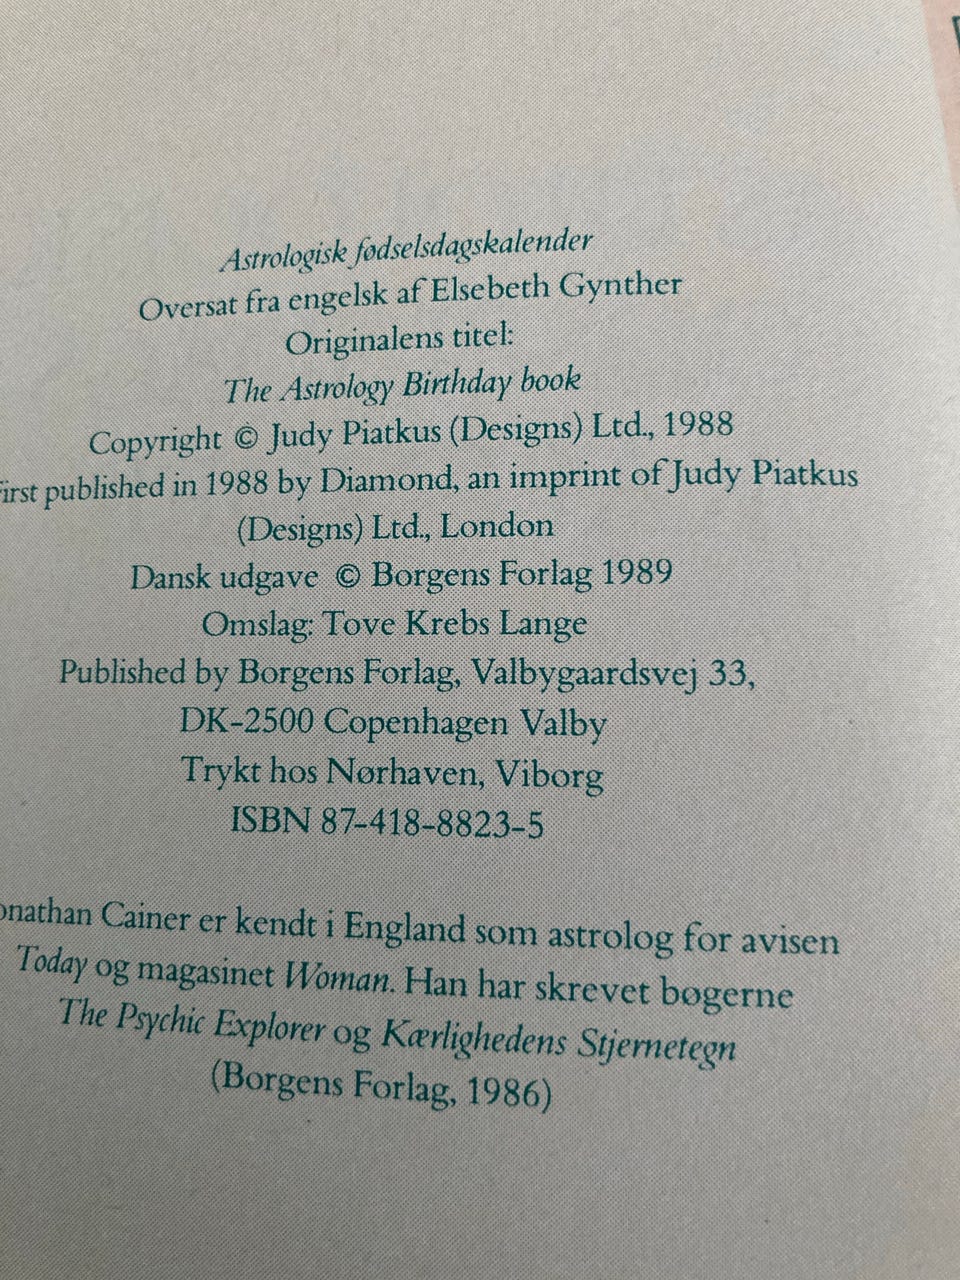 Astrologisk fødselsdagskalender
Oversat fra engelsk af Elsebeth Gynther
Originalens titel:
The Astrology Birthday book
Copyright © Judy Piatkus (Designs) Ltd., 1988
First published in 1988 by Diamond, an imprint of Judy Piatkus
(Designs) Ltd., London
Dansk udgave © Borgens Forlag 1989
Omslag: Tove Krebs Lange
Published by Borgens Forlag, Valbygaardsvej 33,
DK-2500 Copenhagen Valby
Trykt hos Nørhaven, Viborg
ISBN 87-418-8823-5
onathan Cainer er kendt i England som astrolog for avisen
Today og magasinet Woman. Han har skrevet bøgerne
The Psychic Explorer og Kærlighedens Stjernetegn
(Borgens Forlag, 1986)